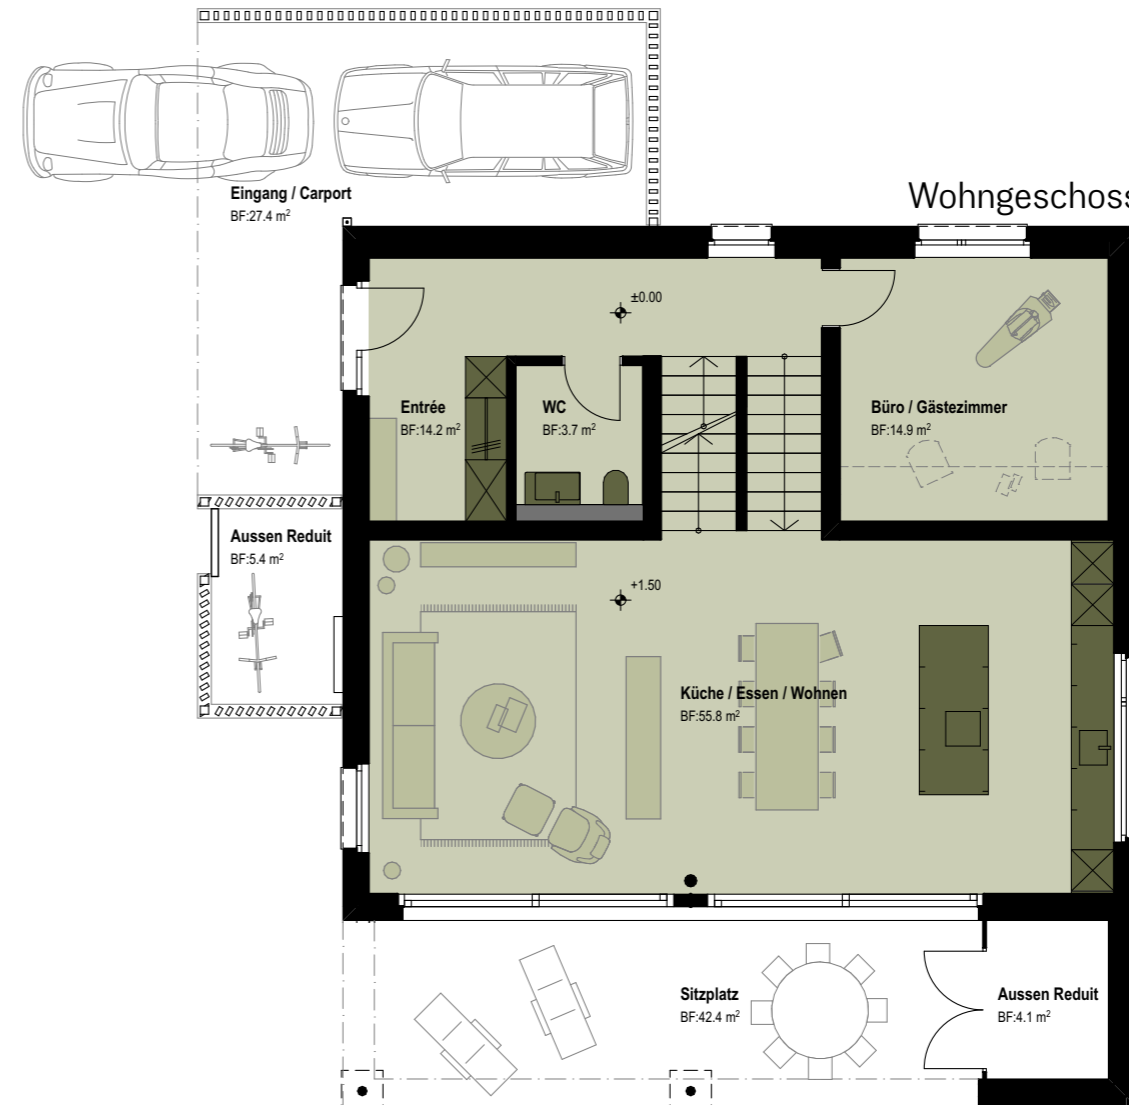 Eingang / Carport
BF:27.4 m²
Wohngeschoss
±0.00
Entrée
BF:14.2 m²
WC
BF:3.7 m²
Büro / Gästezimmer
BF:14.9 m²
Aussen Reduit
BF:5.4 m²
+1.50
Küche / Essen / Wohnen
BF:55.8 m²
Sitzplatz
BF:42.4 m²
Aussen Reduit
BF:4.1 m²